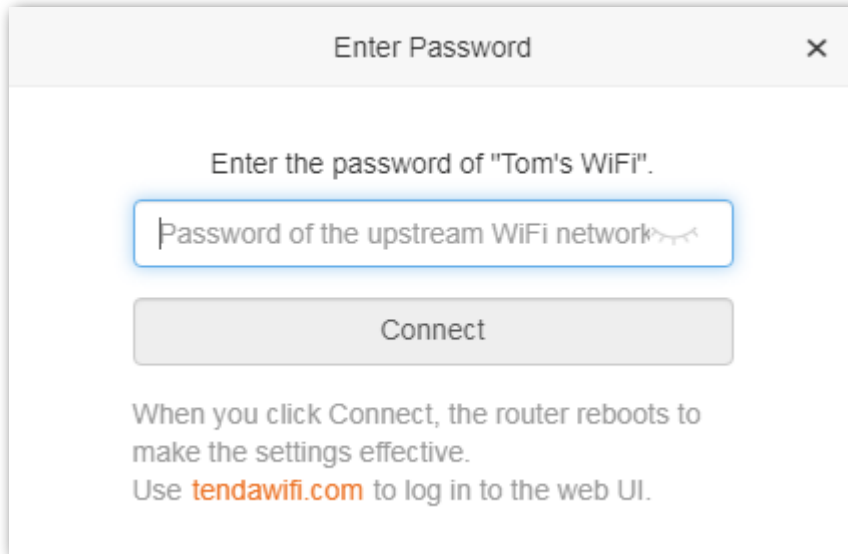 Enter Password
Enter the password of "Tom's WiFi".
Password of the upstream WiFi network
Connect
When you click Connect, the router reboots to
make the settings effective.
Use tendawifi.com to log in to the web UI.